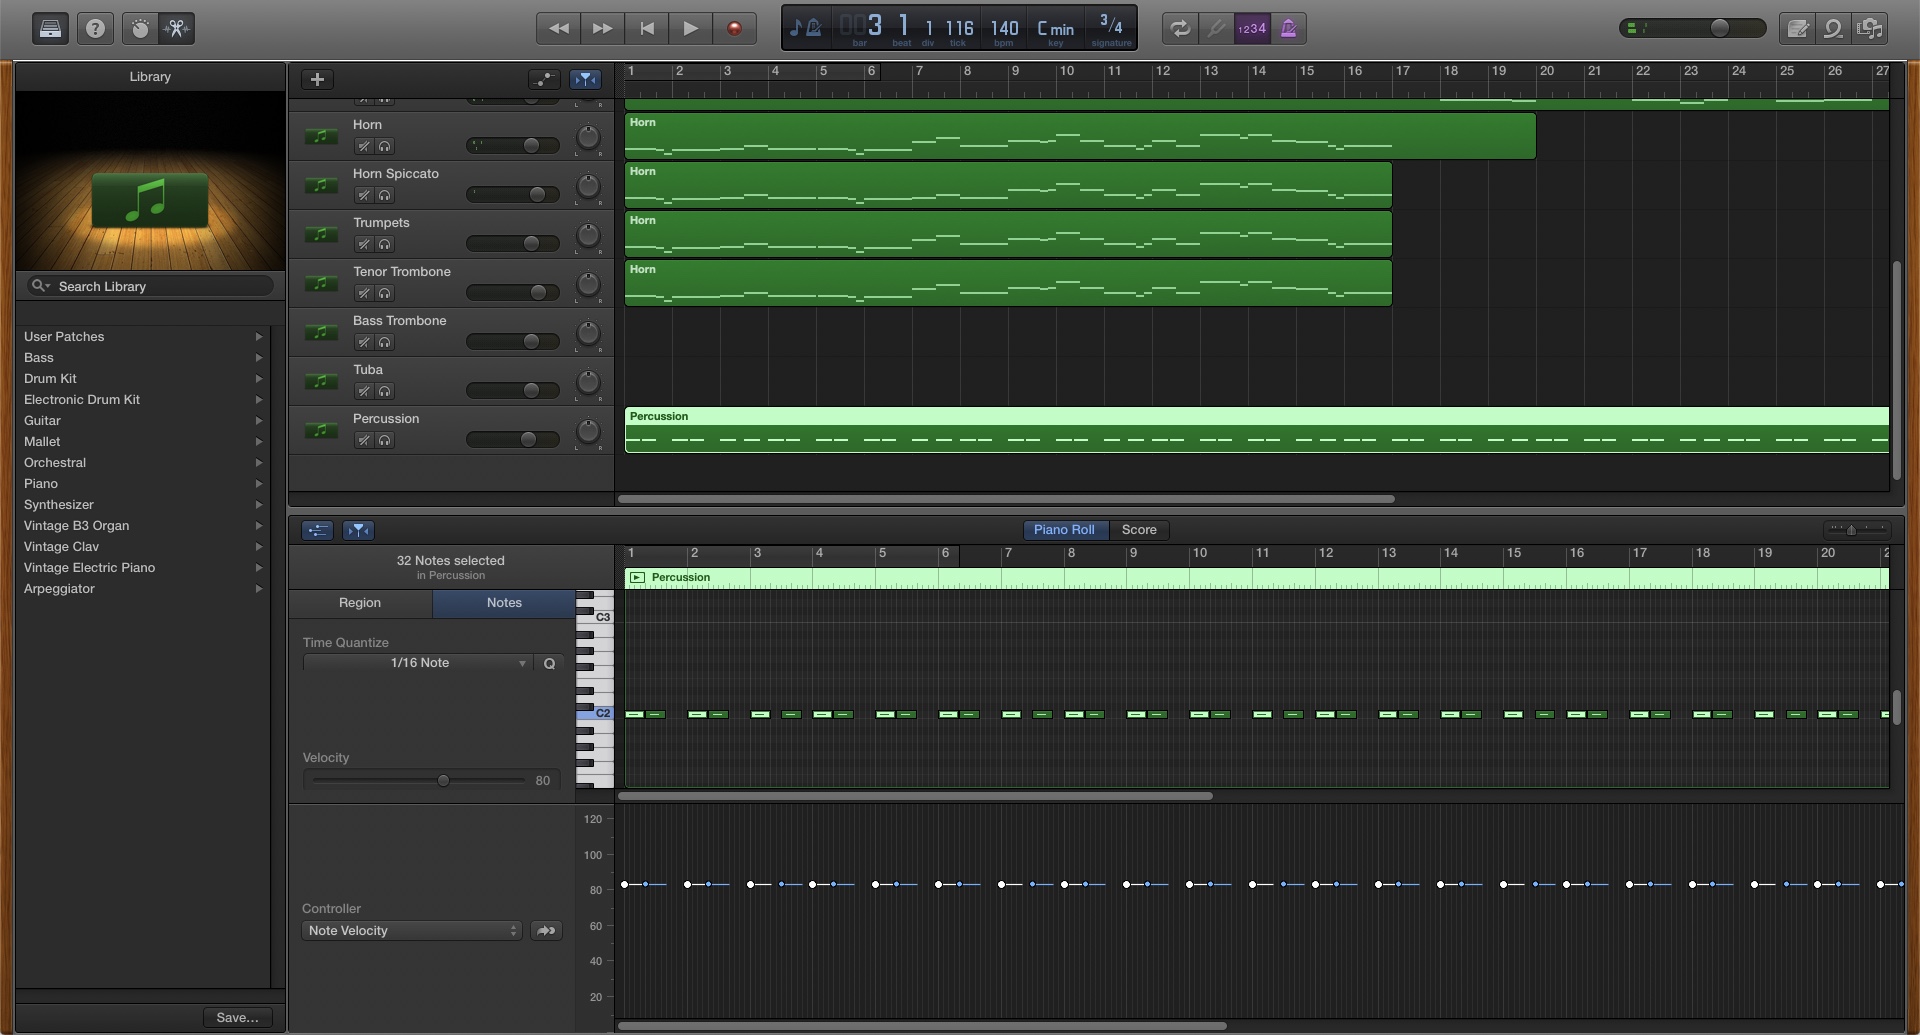 3 1 1 116 140 C min 3/4
bar beat div tick bpm key signature
1234
Library
Search Library
User Patches
Bass
Drum Kit
Electronic Drum Kit
Guitar
Mallet
Orchestral
Piano
Synthesizer
Vintage B3 Organ
Vintage Clav
Vintage Electric Piano
Arpeggiator
Save...
1 2 3 4 5 6 7 8 9 10 11 12 13 14 15 16 17 18 19 20 21 22 23 24 25 26 27
L R
Horn
L R
Horn Spiccato
L R
Trumpets
L R
Tenor Trombone
L R
Bass Trombone
L R
Tuba
L R
Percussion
L R
Horn
Horn
Horn
Horn
Percussion
Piano Roll Score
32 Notes selected
in Percussion
Region Notes
Time Quantize
1/16 Note Q
Velocity
80
1 2 3 4 5 6 7 8 9 10 11 12 13 14 15 16 17 18 19 20 2
Percussion
C3
C2
Controller
Note Velocity
120
100
80
60
40
20